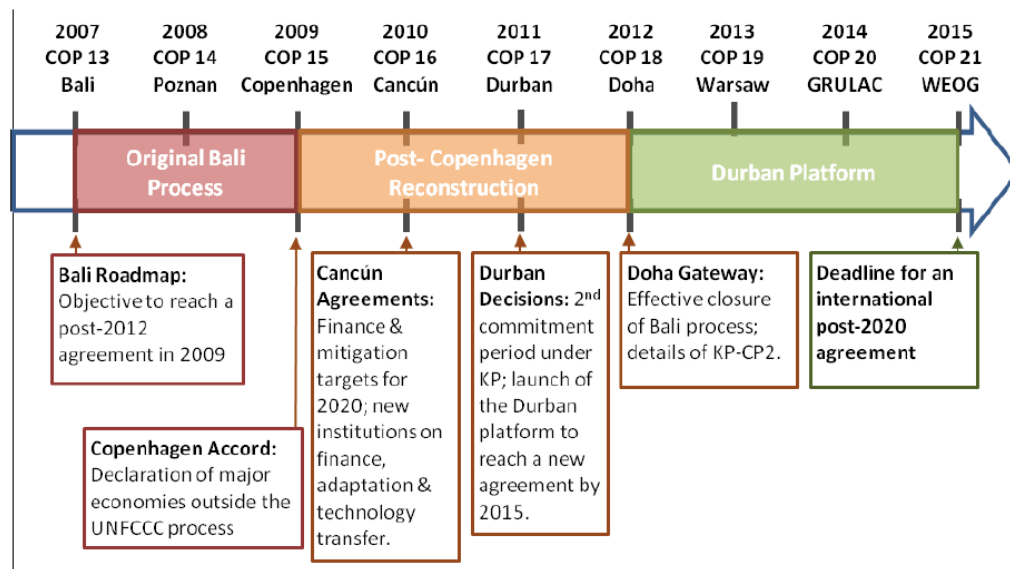 2007
COP 13
Bali
2008
COP 14
Poznan
2009
COP 15
Copenhagen
2010
COP 16
Cancún
2011
COP 17
Durban
2012
COP 18
Doha
2013
COP 19
Warsaw
2014
COP 20
GRULAC
2015
COP 21
WEOG
Original Bali
Process
Post- Copenhagen
Reconstruction
Durban Platform
Bali Roadmap:
Objective to reach a
post-2012
agreement in 2009
Copenhagen Accord:
Declaration of major
economies outside the
UNFCCC process
Cancún
Agreements:
Finance &
mitigation
targets for
2020; new
institutions on
finance,
adaptation &
technology
transfer.
Durban
Decisions: 2nd
commitment
period under
KP; launch of
the Durban
platform to
reach a new
agreement by
2015.
Doha Gateway:
Effective closure
of Bali process;
details of KP-CP2.
Deadline for an
international
post-2020
agreement